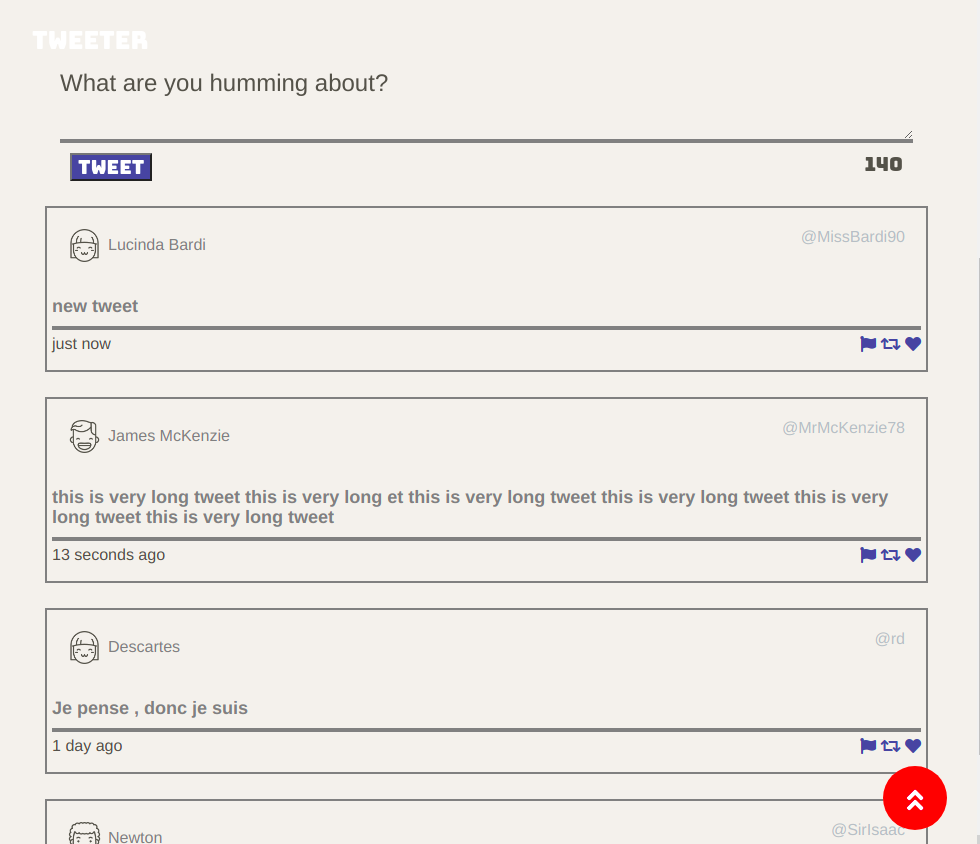 TWEETER
What are you humming about?
TWEET
140
Lucinda Bardi
@MissBardi90
new tweet
just now
James McKenzie
@MrMcKenzie78
this is very long tweet this is very long et this is very long tweet this is very long tweet this is very
long tweet this is very long tweet
13 seconds ago
Descartes
@rd
Je pense , donc je suis
1 day ago
Newton
@SirIsaac